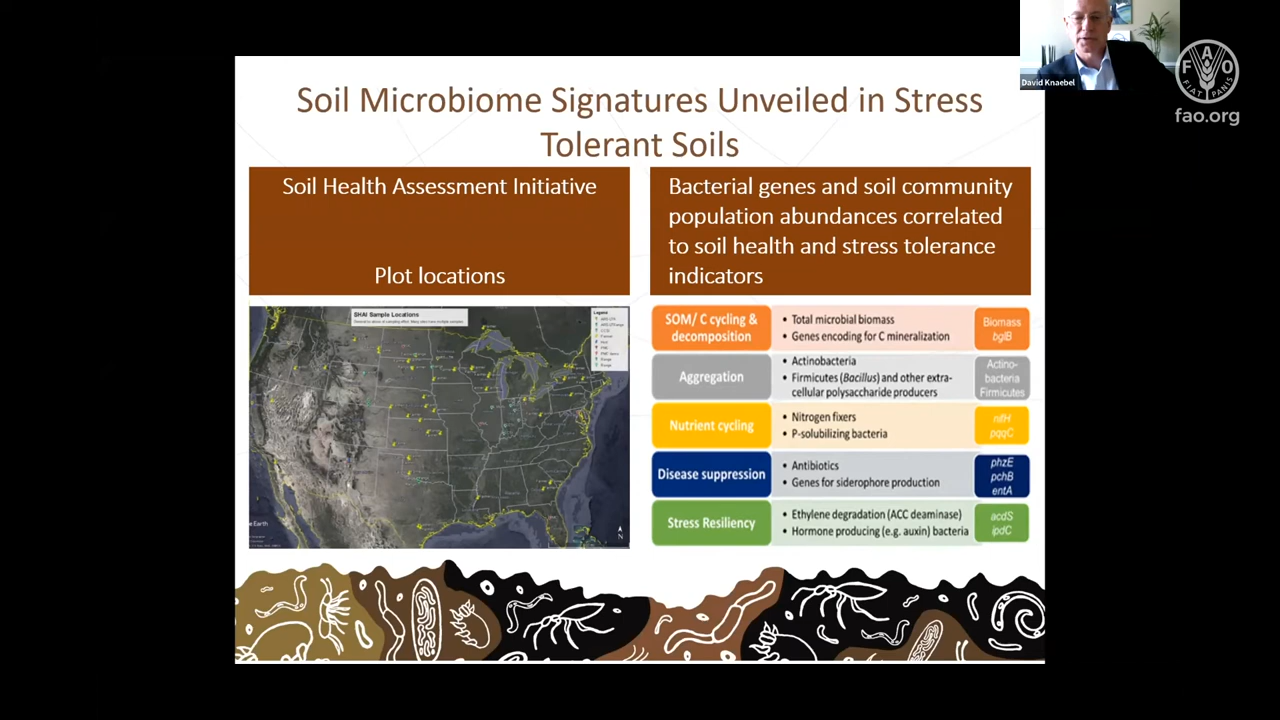 David Knaebel
FAO
FIAT PANIS
fao.org
Soil Microbiome Signatures Unveiled in Stress
Tolerant Soils
Soil Health Assessment Initiative
Plot locations
Bacterial genes and soil community
population abundances correlated
to soil health and stress tolerance
indicators
SHAI Sample Locations
Legend
SOM/ C cycling &
decomposition
• Total microbial biomass
• Genes encoding for C mineralization
Biomass
bglB
Aggregation
• Actinobacteria
• Firmicutes (Bacillus) and other extra-
cellular polysaccharide producers
Actino-
bacteria
Firmicutes
Nutrient cycling
• Nitrogen fixers
• P-solubilizing bacteria
nifH
pqqC
Disease suppression
• Antibiotics
• Genes for siderophore production
phzE
pchB
entA
Stress Resiliency
• Ethylene degradation (ACC deaminase)
• Hormone producing (e.g. auxin) bacteria
acdS
ipdC
Earth
N